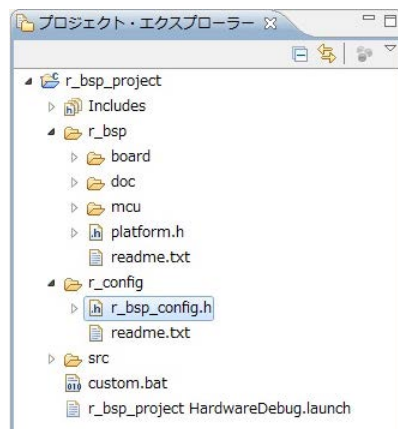 プロジェクト・エクスプローラー
r_bsp_project
Includes
r_bsp
board
doc
mcu
platform.h
readme.txt
r_config
r_bsp_config.h
readme.txt
src
custom.bat
r_bsp_project HardwareDebug.launch